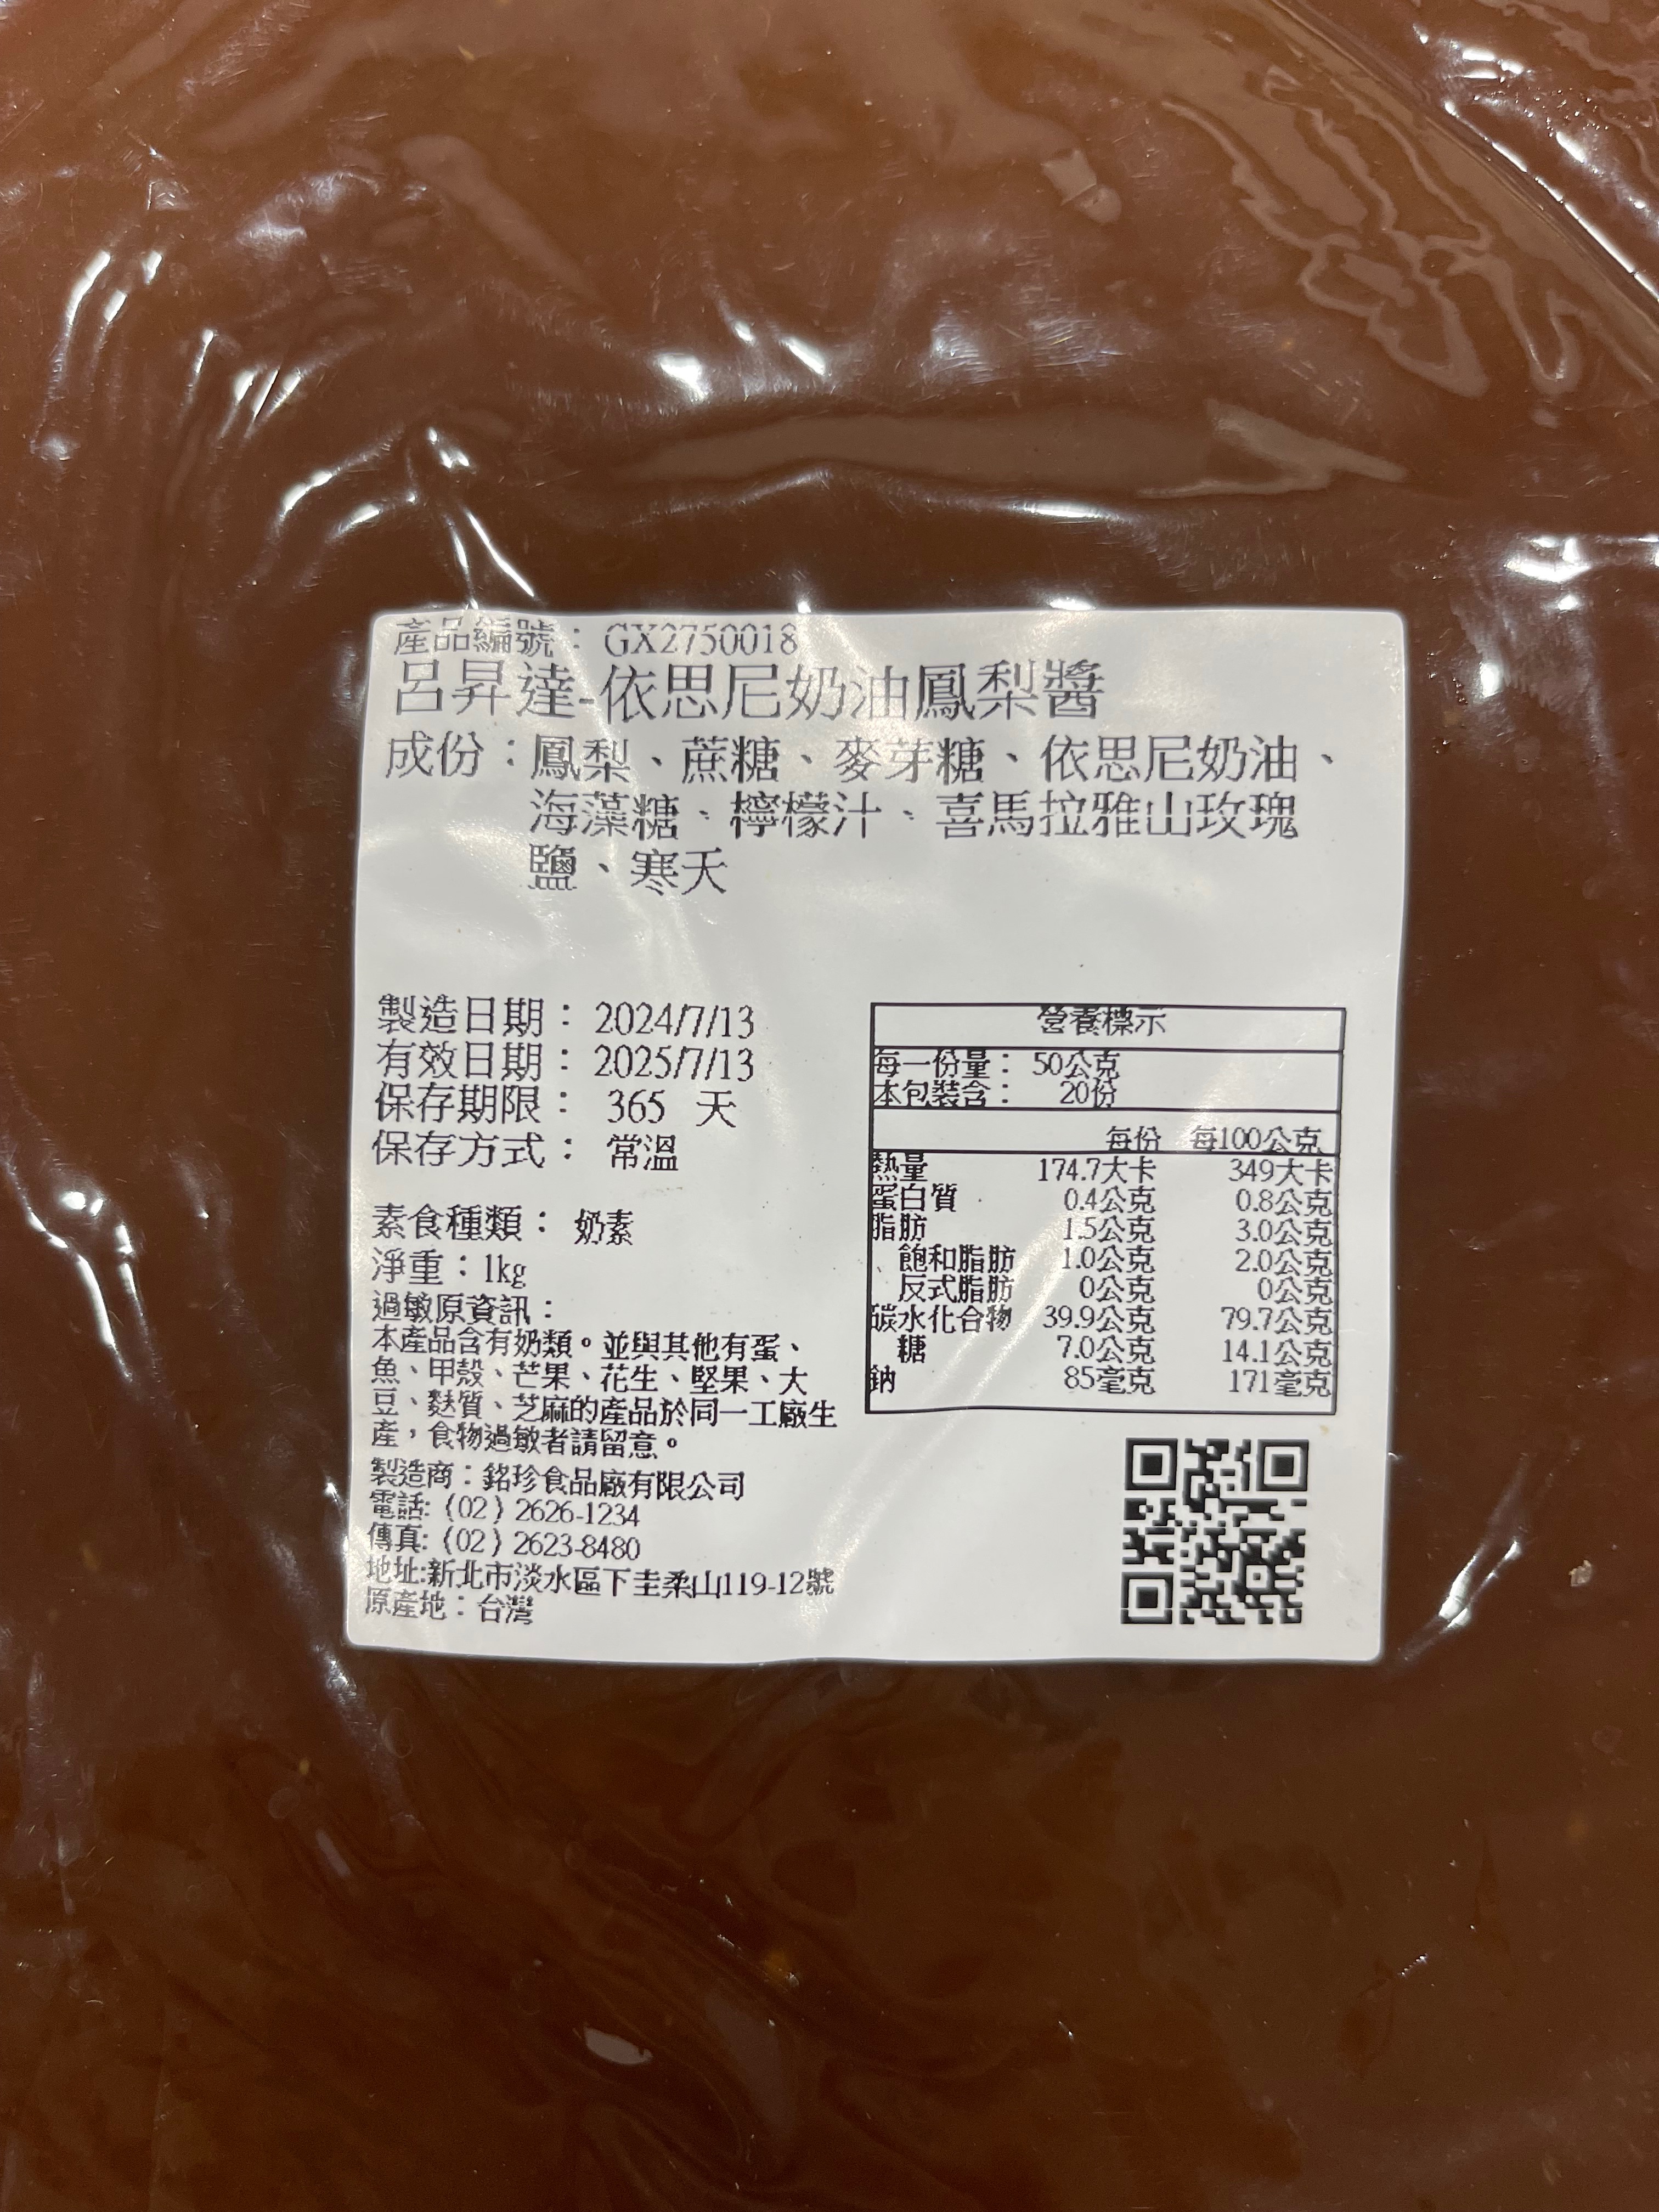 產品編號： GX2750018
呂昇達-依思尼奶油鳳梨醬
成份：鳳梨、蔗糖、麥芽糖、依思尼奶油、
海藻糖、檸檬汁、喜馬拉雅山玫瑰
鹽、寒天
製造日期： 2024/7/13
有效日期： 2025/7/13
保存期限： 365 天
保存方式： 常溫
素食種類： 奶素
淨重：1kg
過敏原資訊：
本產品含有奶類。並與其他有蛋、
魚、甲殼、芒果、花生、堅果、大
豆、麩質、芝麻的產品於同一工廠生
產，食物過敏者請留意。
製造商：銘珍食品廠有限公司
電話: (02) 2626-1234
傳真: (02) 2623-8480
地址:新北市淡水區下圭柔山119-12號
原產地：台灣
營養標示
每一份量： 50公克
本包裝含： 20份
每份 每100公克
熱量 174.7大卡 349大卡
蛋白質 0.4公克 0.8公克
脂肪 1.5公克 3.0公克
飽和脂肪 1.0公克 2.0公克
反式脂肪 0公克 0公克
碳水化合物 39.9公克 79.7公克
糖 7.0公克 14.1公克
鈉 85毫克 171毫克